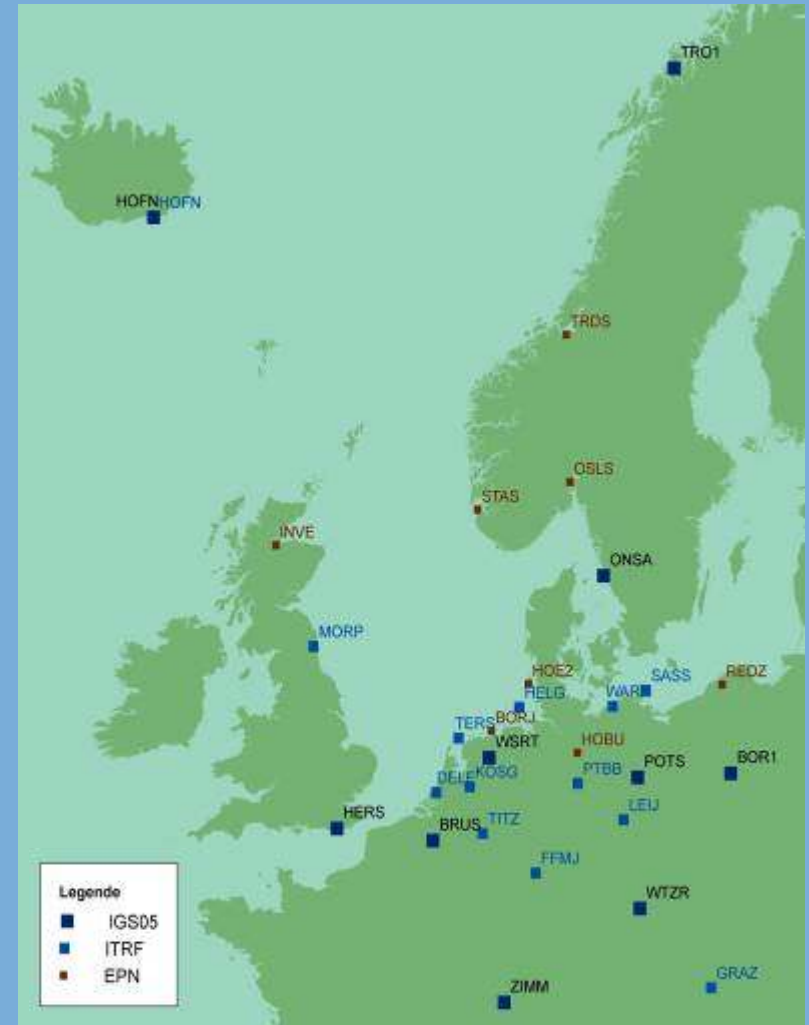 TRO1
HOFN HOFN
TRDS
OSLS
STAS
INVE
ONSA
MORP
HOE2
SASS
REDZ
HELG
WAR
TERS
BORJ
WSRT
HOBU
BOR1
POTS
PTBB
KOSG
DELF
HERS
LEIJ
BRUS
TITZ
FFMJ
WTZR
GRAZ
ZIMM
Legende
IGS05
ITRF
EPN